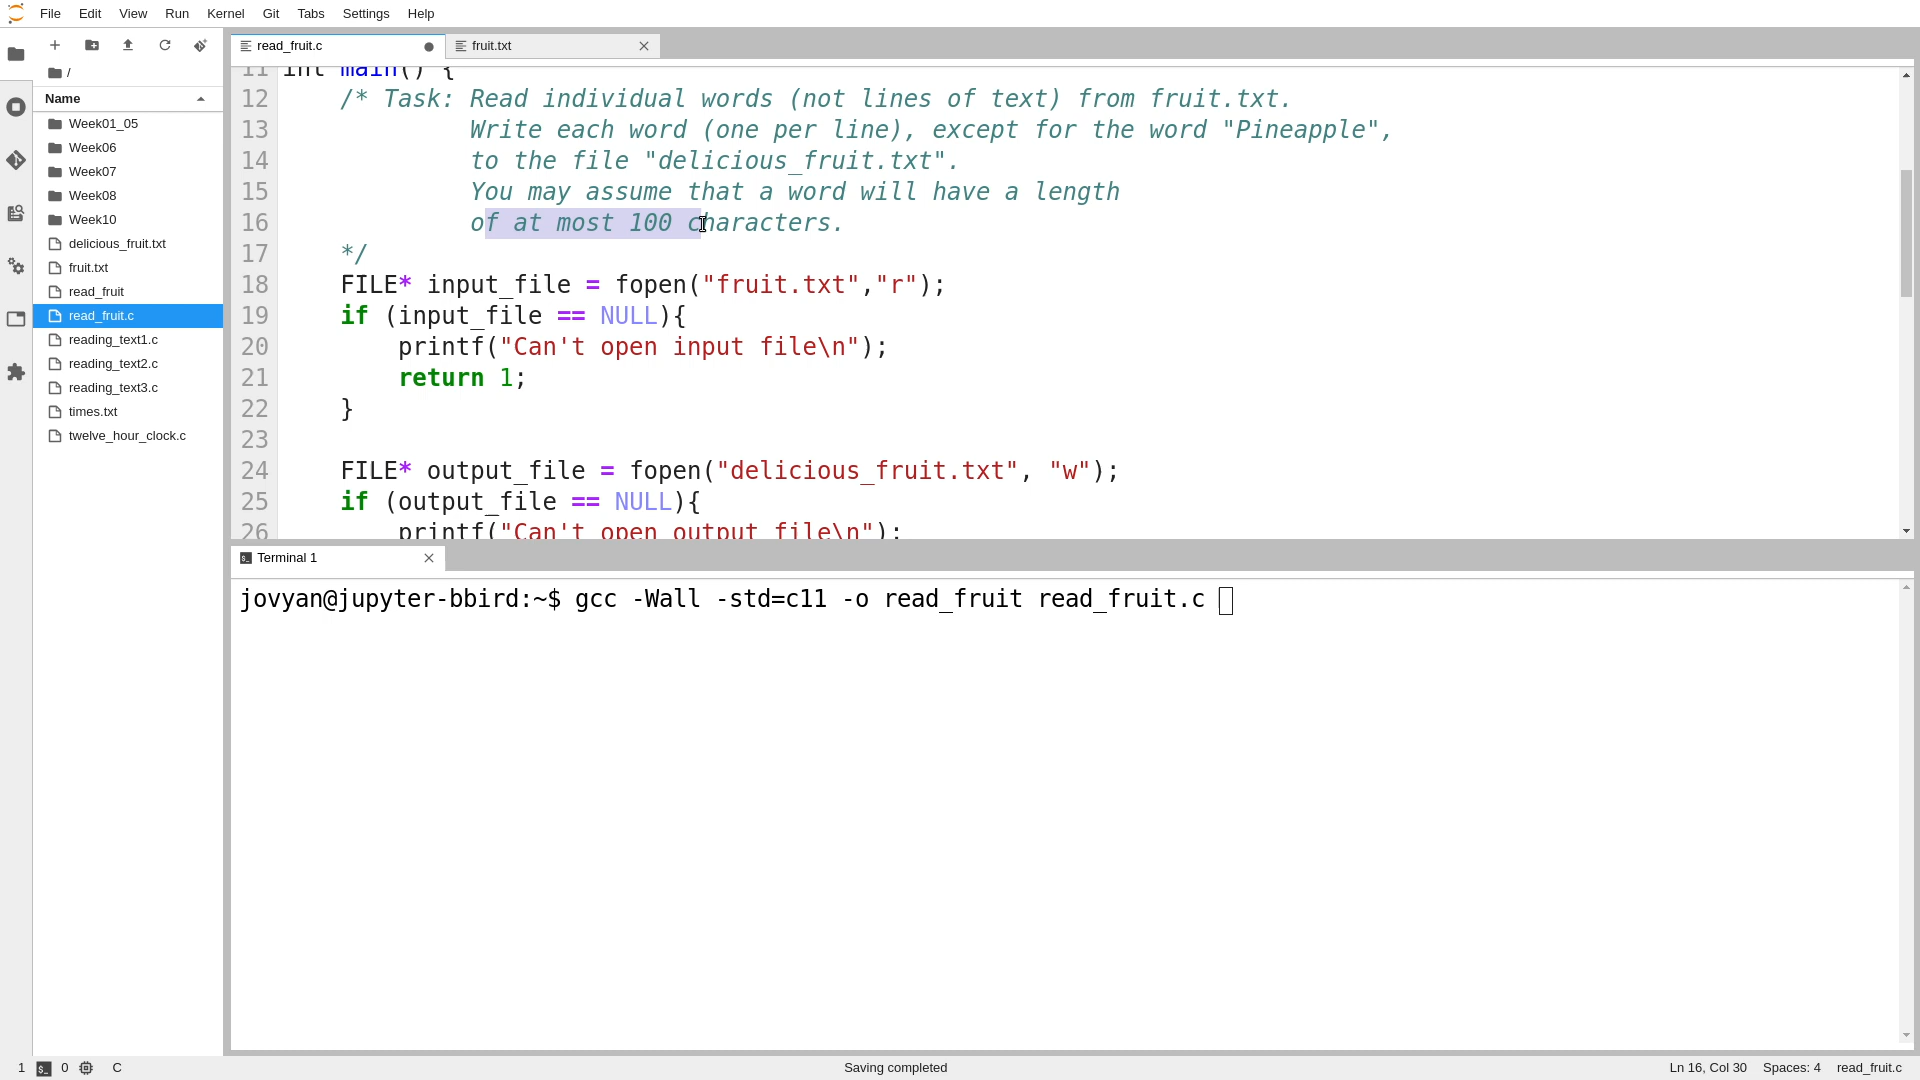 File Edit View Run Kernel Git Tabs Settings Help
read_fruit.c fruit.txt
/
Name
Week01_05
Week06
Week07
Week08
Week10
delicious_fruit.txt
fruit.txt
read_fruit
read_fruit.c
reading_text1.c
reading_text2.c
reading_text3.c
times.txt
twelve_hour_clock.c
11 int main() {
12 /* Task: Read individual words (not lines of text) from fruit.txt.
13 Write each word (one per line), except for the word "Pineapple",
14 to the file "delicious_fruit.txt".
15 You may assume that a word will have a length
16 of at most 100 characters.
17 */
18 FILE* input_file = fopen("fruit.txt","r");
19 if (input_file == NULL){
20 printf("Can't open input file\n");
21 return 1;
22 }
23
24 FILE* output_file = fopen("delicious_fruit.txt", "w");
25 if (output_file == NULL){
26 printf("Can't open output file\n");
Terminal 1
jovyan@jupyter-bbird:~$ gcc -Wall -std=c11 -o read_fruit read_fruit.c
1 0 C Saving completed Ln 16, Col 30 Spaces: 4 read_fruit.c